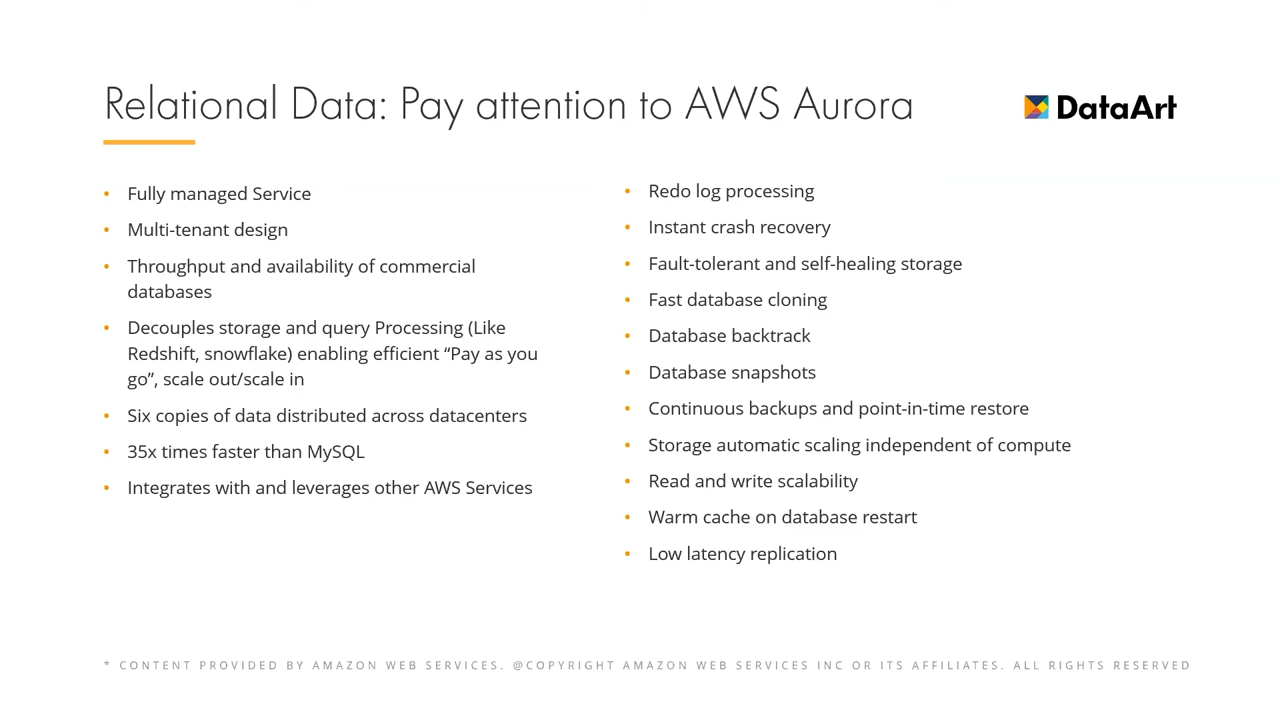 Relational Data: Pay attention to AWS Aurora
DataArt
• Fully managed Service
• Multi-tenant design
• Throughput and availability of commercial
databases
• Decouples storage and query Processing (Like
Redshift, snowflake) enabling efficient “Pay as you
go”, scale out/scale in
• Six copies of data distributed across datacenters
• 35x times faster than MySQL
• Integrates with and leverages other AWS Services
• Redo log processing
• Instant crash recovery
• Fault-tolerant and self-healing storage
• Fast database cloning
• Database backtrack
• Database snapshots
• Continuous backups and point-in-time restore
• Storage automatic scaling independent of compute
• Read and write scalability
• Warm cache on database restart
• Low latency replication
* CONTENT PROVIDED BY AMAZON WEB SERVICES. @COPYRIGHT AMAZON WEB SERVICES INC OR ITS AFFILIATES. ALL RIGHTS RESERVED